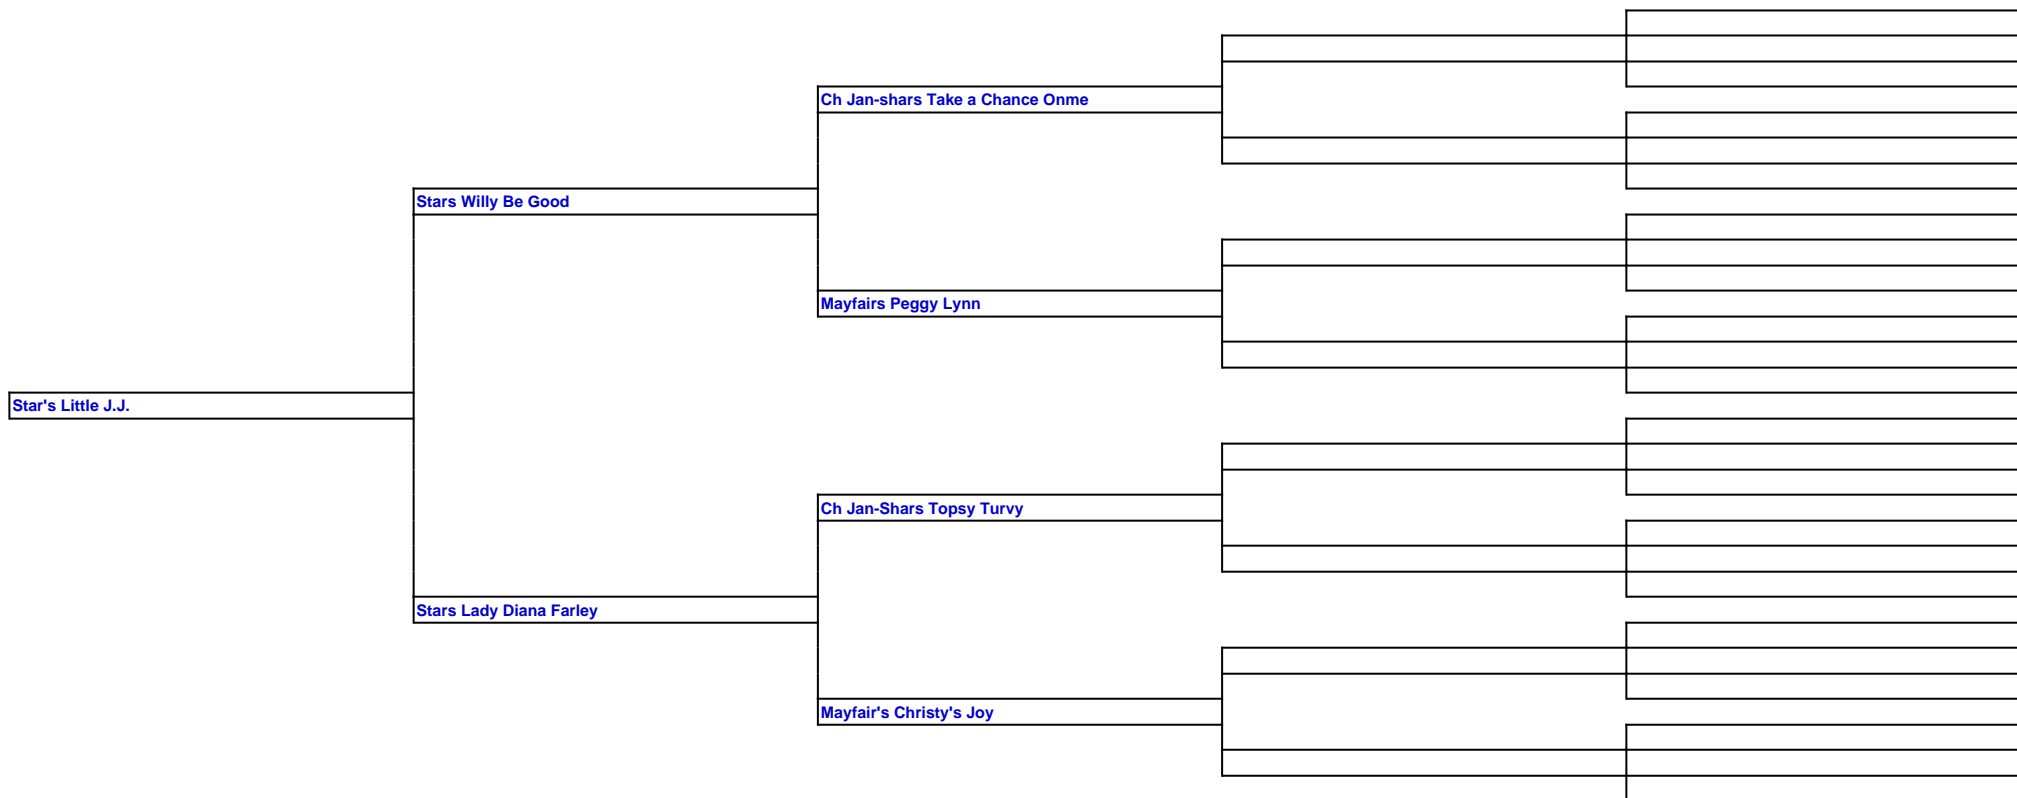 Ch Jan-shars Take a Chance Onme
Stars Willy Be Good
Mayfairs Peggy Lynn
Star's Little J.J.
Ch Jan-Shars Topsy Turvy
Stars Lady Diana Farley
Mayfair's Christy's Joy